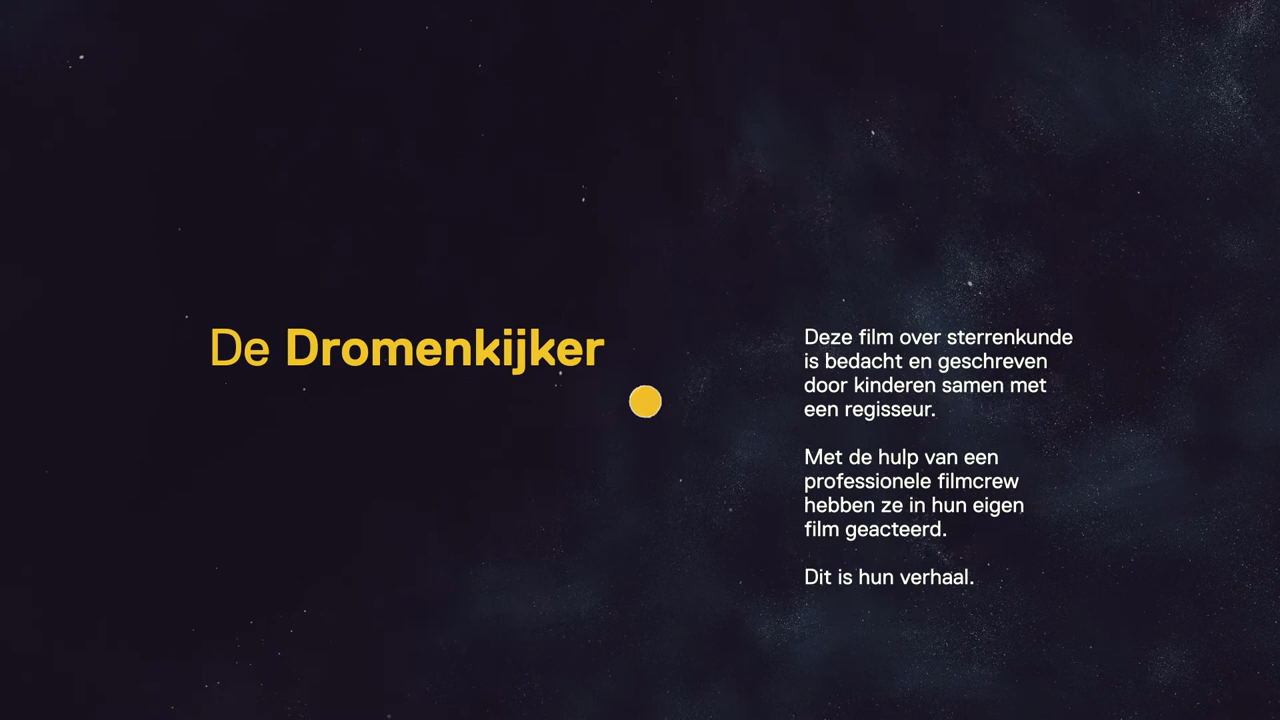 De Dromenkijker
Deze film over sterrenkunde
is bedacht en geschreven
door kinderen samen met
een regisseur.
Met de hulp van een
professionele filmcrew
hebben ze in hun eigen
film geacteerd.
Dit is hun verhaal.